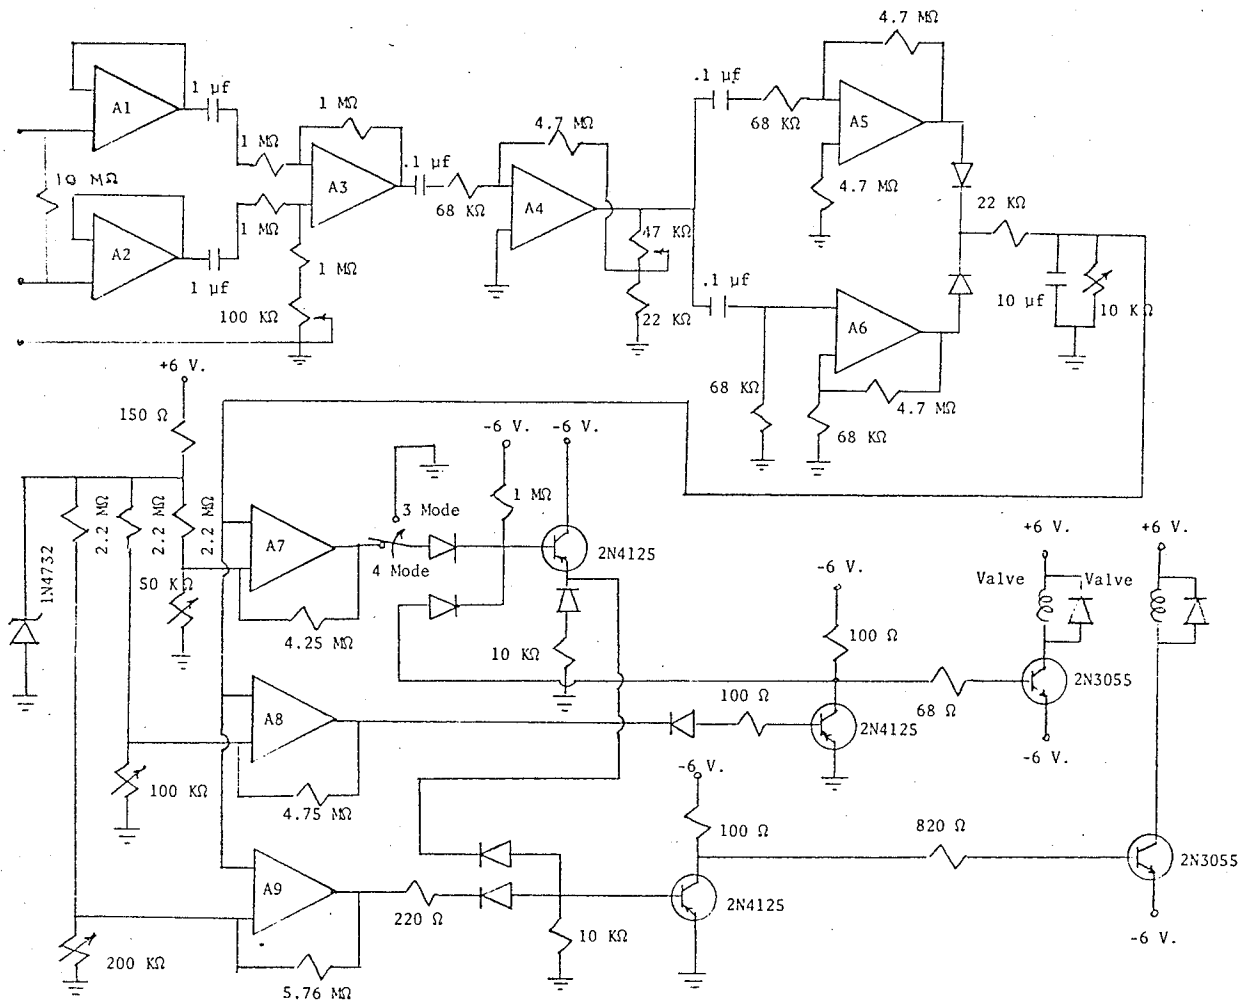 4.7 MΩ
1 µf
A1
1 MΩ
10 MΩ
A2
1 µf
1 MΩ
1 MΩ
A3
1 MΩ
100 KΩ
.1 µf
68 KΩ
4.7 MΩ
A4
47 KΩ
22 KΩ
.1 µf
68 KΩ
A5
4.7 MΩ
22 KΩ
.1 µf
A6
10 µf
10 KΩ
68 KΩ
4.7 MΩ
68 KΩ
+6 V.
150 Ω
2.2 MΩ
2.2 MΩ
2.2 MΩ
1N4732
50 KΩ
A7
4.25 MΩ
3 Mode
4 Mode
-6 V.
-6 V.
1 MΩ
2N4125
10 KΩ
-6 V.
100 Ω
+6 V.
+6 V.
Valve
Valve
2N3055
68 Ω
-6 V.
A8
100 KΩ
4.75 MΩ
100 Ω
2N4125
-6 V.
100 Ω
820 Ω
2N3055
-6 V.
A9
200 KΩ
5.76 MΩ
220 Ω
10 KΩ
2N4125